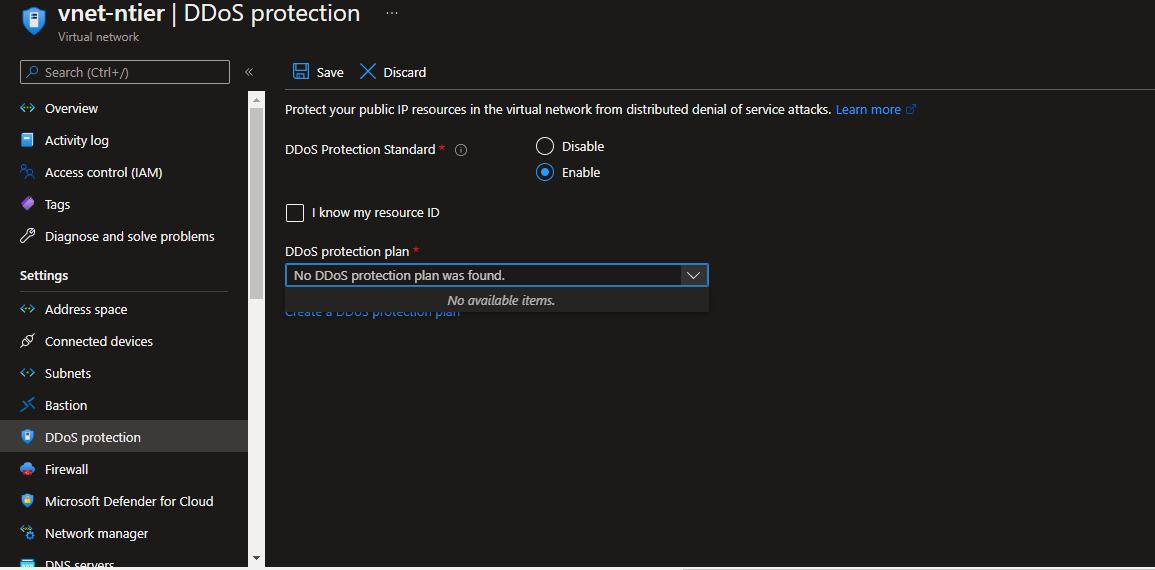 vnet-ntier | DDoS protection ...
Virtual network
Search (Ctrl+/)
«
Overview
Activity log
Access control (IAM)
Tags
Diagnose and solve problems
Settings
Address space
Connected devices
Subnets
Bastion
DDoS protection
Firewall
Microsoft Defender for Cloud
Network manager
DNS servers
Save Discard
Protect your public IP resources in the virtual network from distributed denial of service attacks. Learn more
DDoS Protection Standard *
Disable
Enable
I know my resource ID
DDoS protection plan *
No DDoS protection plan was found.
No available items.
Create a DDoS protection plan